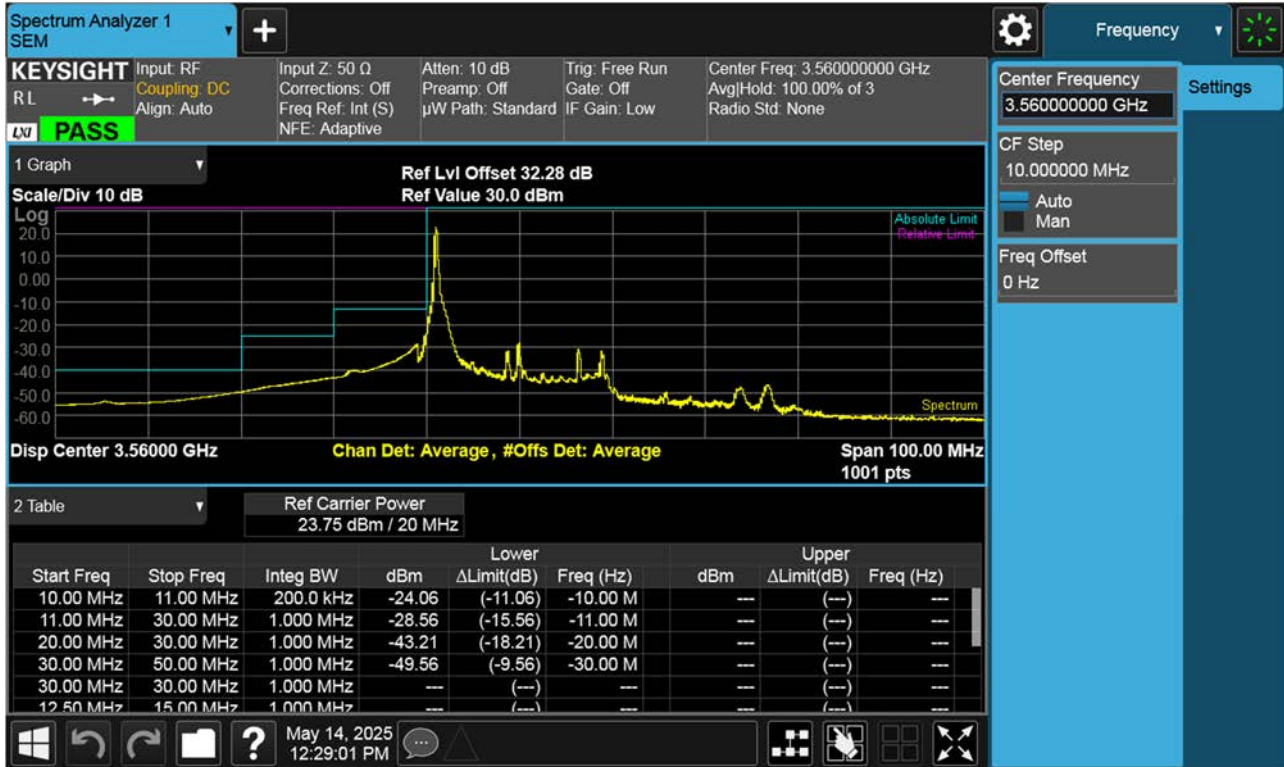 Spectrum Analyzer 1
SEM
Frequency
KEYSIGHT
R L
LXI
PASS
Input: RF
Coupling: DC
Align: Auto
Input Z: 50 Ω
Corrections: Off
Freq Ref: Int (S)
NFE: Adaptive
Atten: 10 dB
Preamp: Off
µW Path: Standard
Trig: Free Run
Gate: Off
IF Gain: Low
Center Freq: 3.560000000 GHz
Avg|Hold: 100.00% of 3
Radio Std: None
Center Frequency
3.560000000 GHz
Settings
CF Step
10.000000 MHz
Auto
Man
Freq Offset
0 Hz
1 Graph
Ref Lvl Offset 32.28 dB
Scale/Div 10 dB
Ref Value 30.0 dBm
Log
Absolute Limit
Relative Limit
20.0
10.0
0.00
-10.0
-20.0
-30.0
-40.0
-50.0
-60.0
Spectrum
Disp Center 3.56000 GHz
Chan Det: Average, #Offs Det: Average
Span 100.00 MHz
1001 pts
2 Table
Ref Carrier Power
23.75 dBm / 20 MHz
Lower Upper
Start Freq Stop Freq Integ BW dBm ΔLimit(dB) Freq (Hz) dBm ΔLimit(dB) Freq (Hz)
10.00 MHz 11.00 MHz 200.0 kHz -24.06 (-11.06) -10.00 M --- (---) ---
11.00 MHz 30.00 MHz 1.000 MHz -28.56 (-15.56) -11.00 M --- (---) ---
20.00 MHz 30.00 MHz 1.000 MHz -43.21 (-18.21) -20.00 M --- (---) ---
30.00 MHz 50.00 MHz 1.000 MHz -49.56 (-9.56) -30.00 M --- (---) ---
30.00 MHz 30.00 MHz 1.000 MHz --- (---) --- --- (---) ---
12.50 MHz 15.00 MHz 1.000 MHz --- (---) --- --- (---) ---
?
May 14, 2025
12:29:01 PM